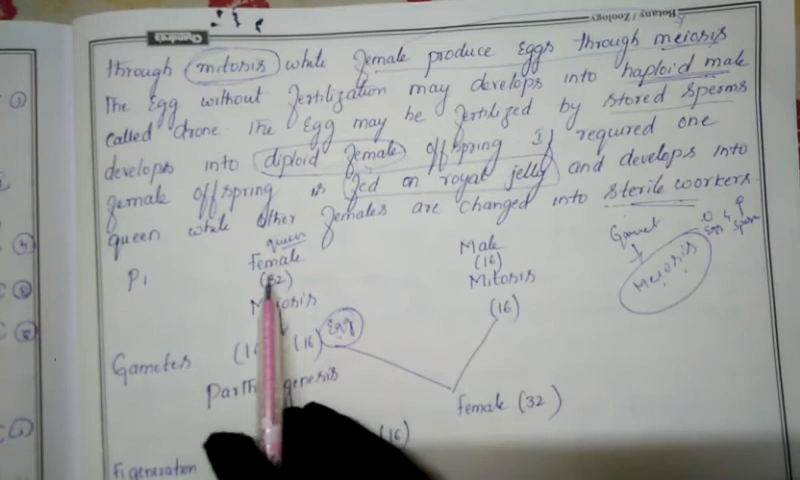 Botany / Zoology
through mitosis while female produce eggs through meiosis
The egg without fertilization may develops into haploid male
called drone. The egg may be fertilized by stored sperms
develops into diploid female offspring If required one
female offspring is fed on royal jelly and develops into
queen while other females are changed into sterile workers.
queen
P1 Female Male
(32) (16)
Meiosis Mitosis
Gamet
Egg sperm
Meiosis
Gametes (16) (16) Egg (16)
Parthenogenesis
Female (32)
(16)
F1 generation